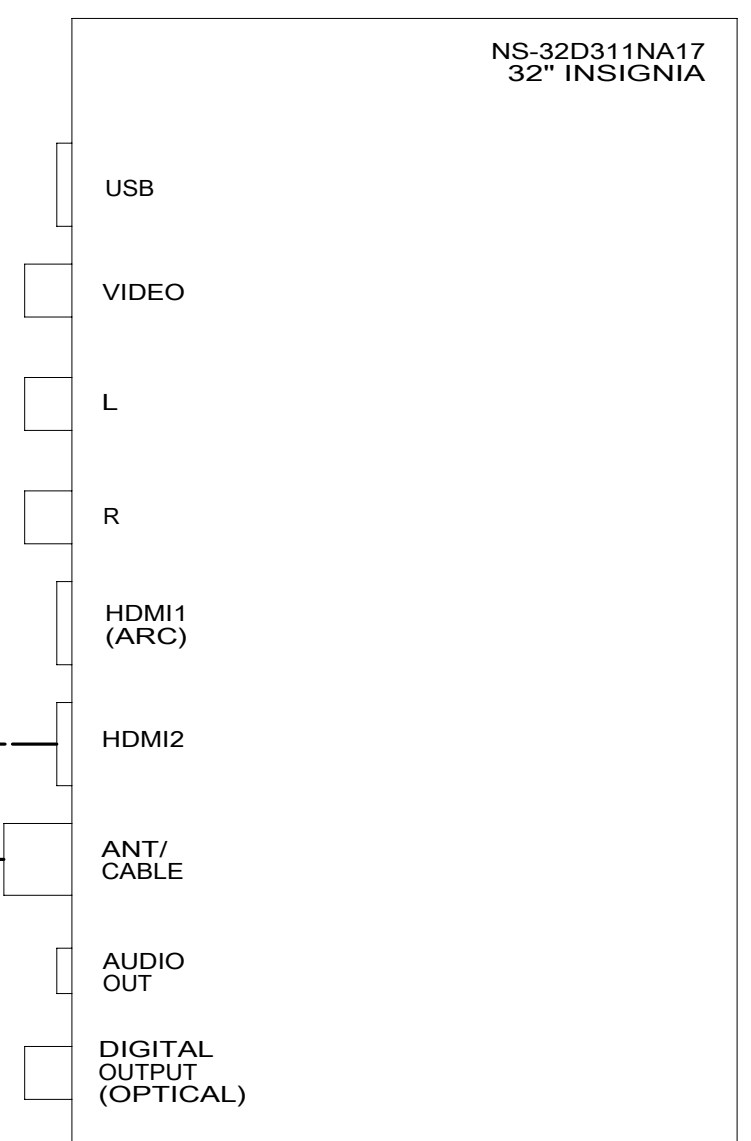 NS-32D311NA17
32" INSIGNIA
USB
VIDEO
L
R
HDMI1
(ARC)
HDMI2
ANT/
CABLE
AUDIO
OUT
DIGITAL
OUTPUT
(OPTICAL)